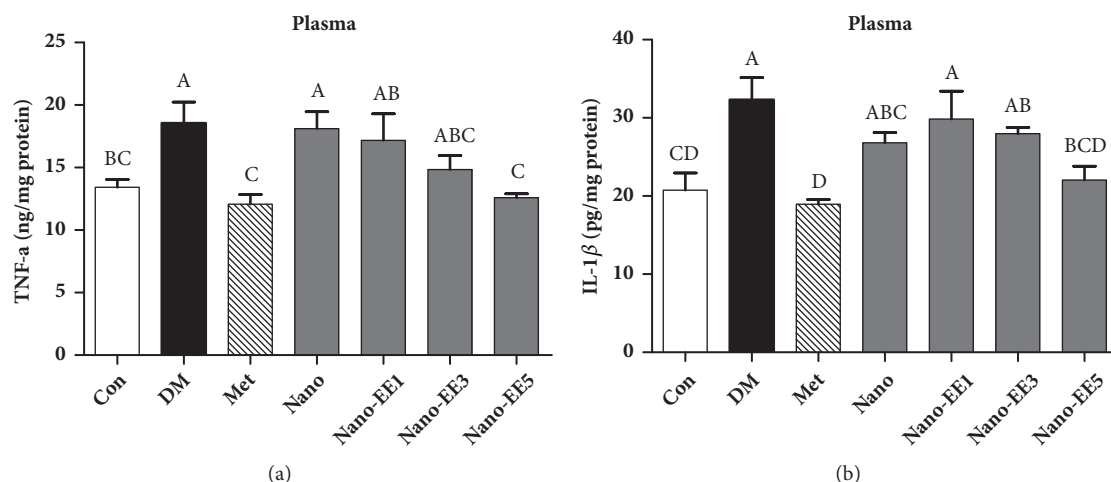 Plasma
TNF-a (ng/mg protein)
25
20
15
10
5
0
BC
A
C
A
AB
ABC
C
Con
DM
Met
Nano
Nano-EE1
Nano-EE3
Nano-EE5
(a)
Plasma
IL-1β (pg/mg protein)
40
30
20
10
0
CD
A
D
ABC
A
AB
BCD
Con
DM
Met
Nano
Nano-EE1
Nano-EE3
Nano-EE5
(b)